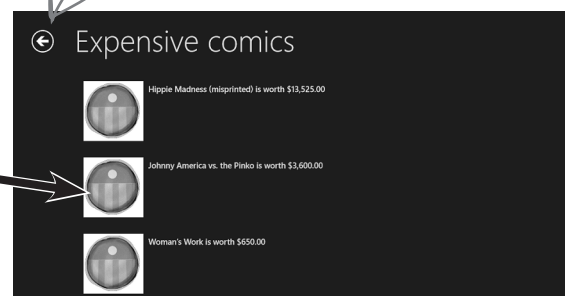 Expensive comics
Hippie Madness (misprinted) is worth $13,525.00
Johnny America vs. the Pinko is worth $3,600.00
Woman's Work is worth $650.00